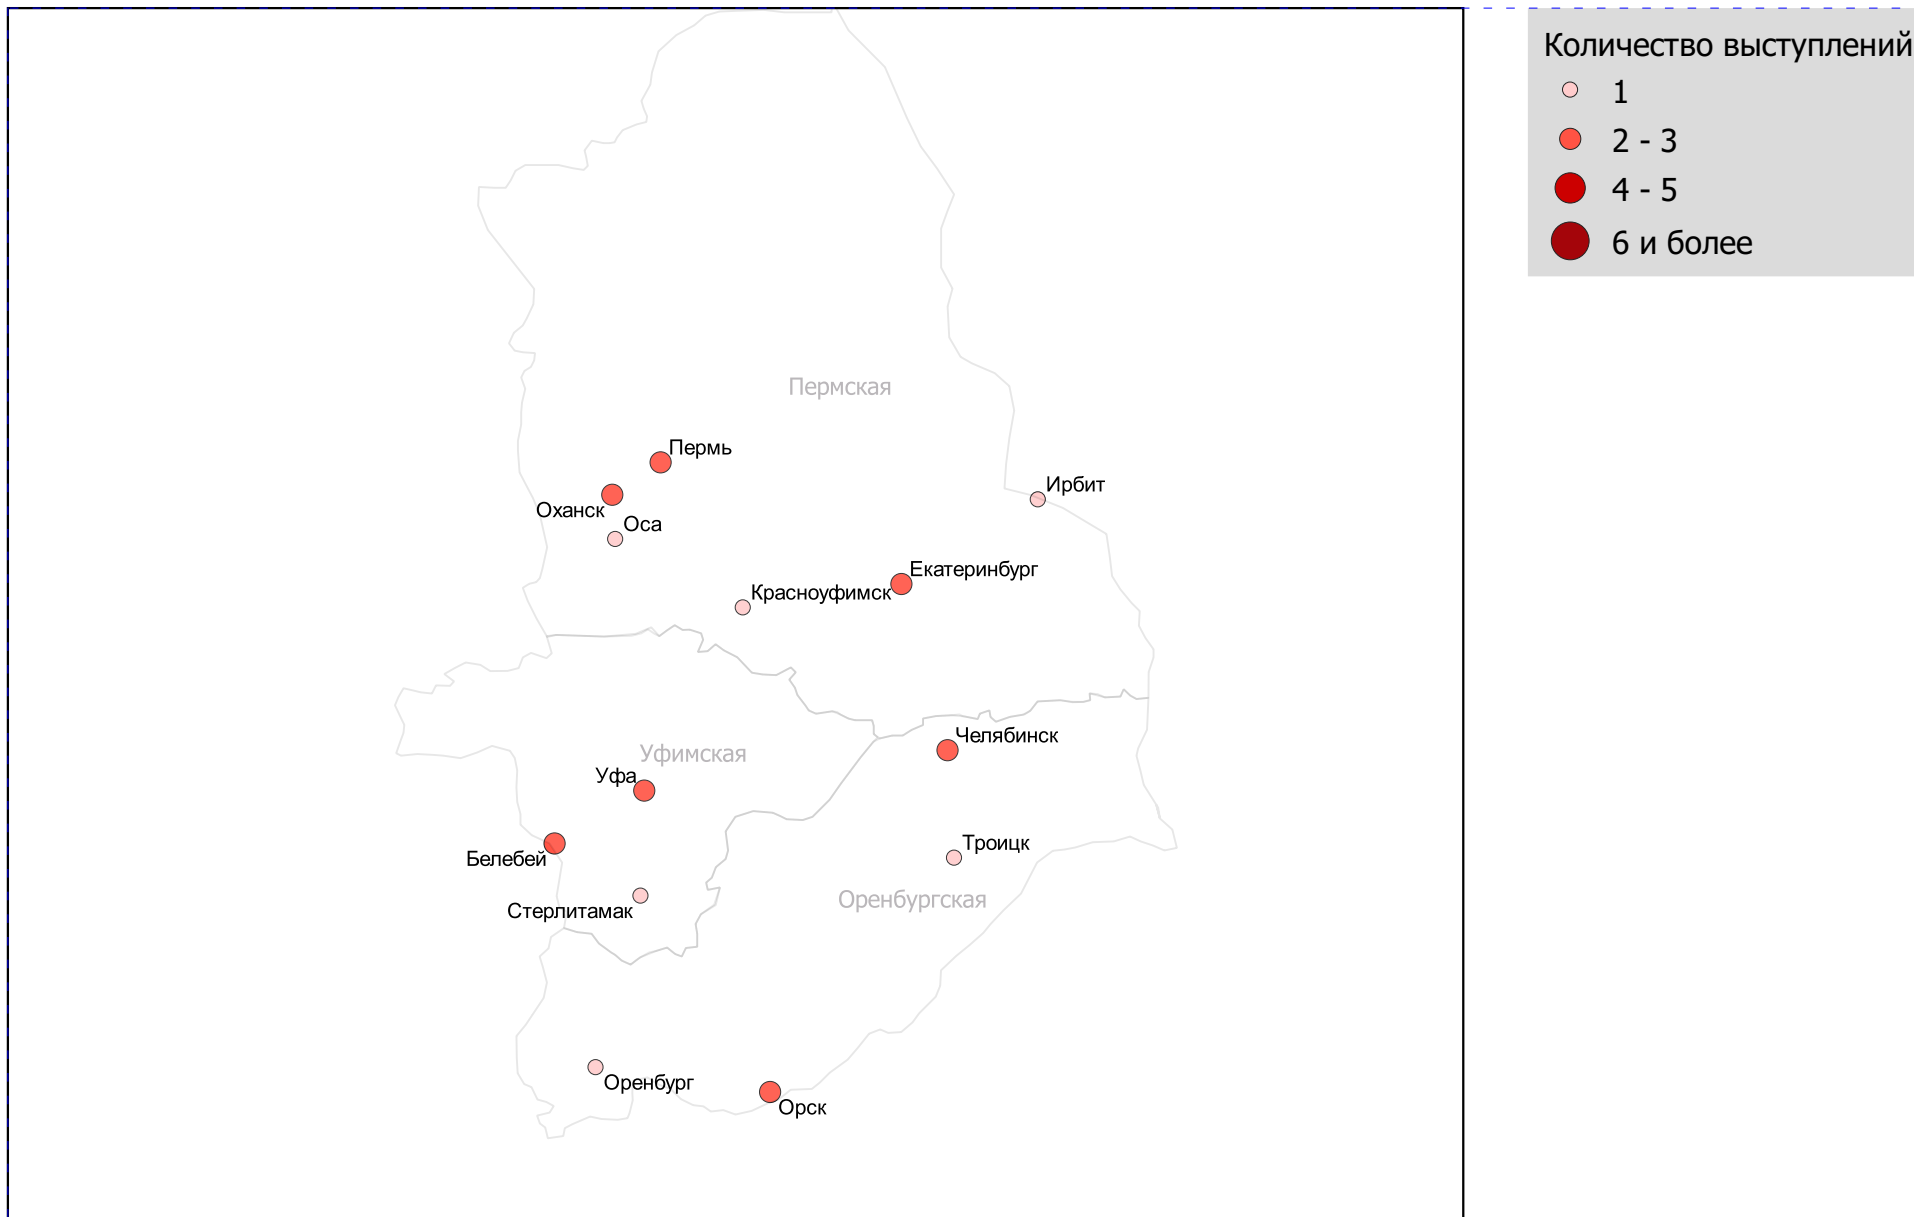 Количество выступлений
1
2 - 3
4 - 5
6 и более
Пермская
Пермь
Ирбит
Оханск
Оса
Екатеринбург
Красноуфимск
Челябинск
Уфимская
Уфа
Троицк
Белебей
Оренбургская
Стерлитамак
Оренбург
Орск